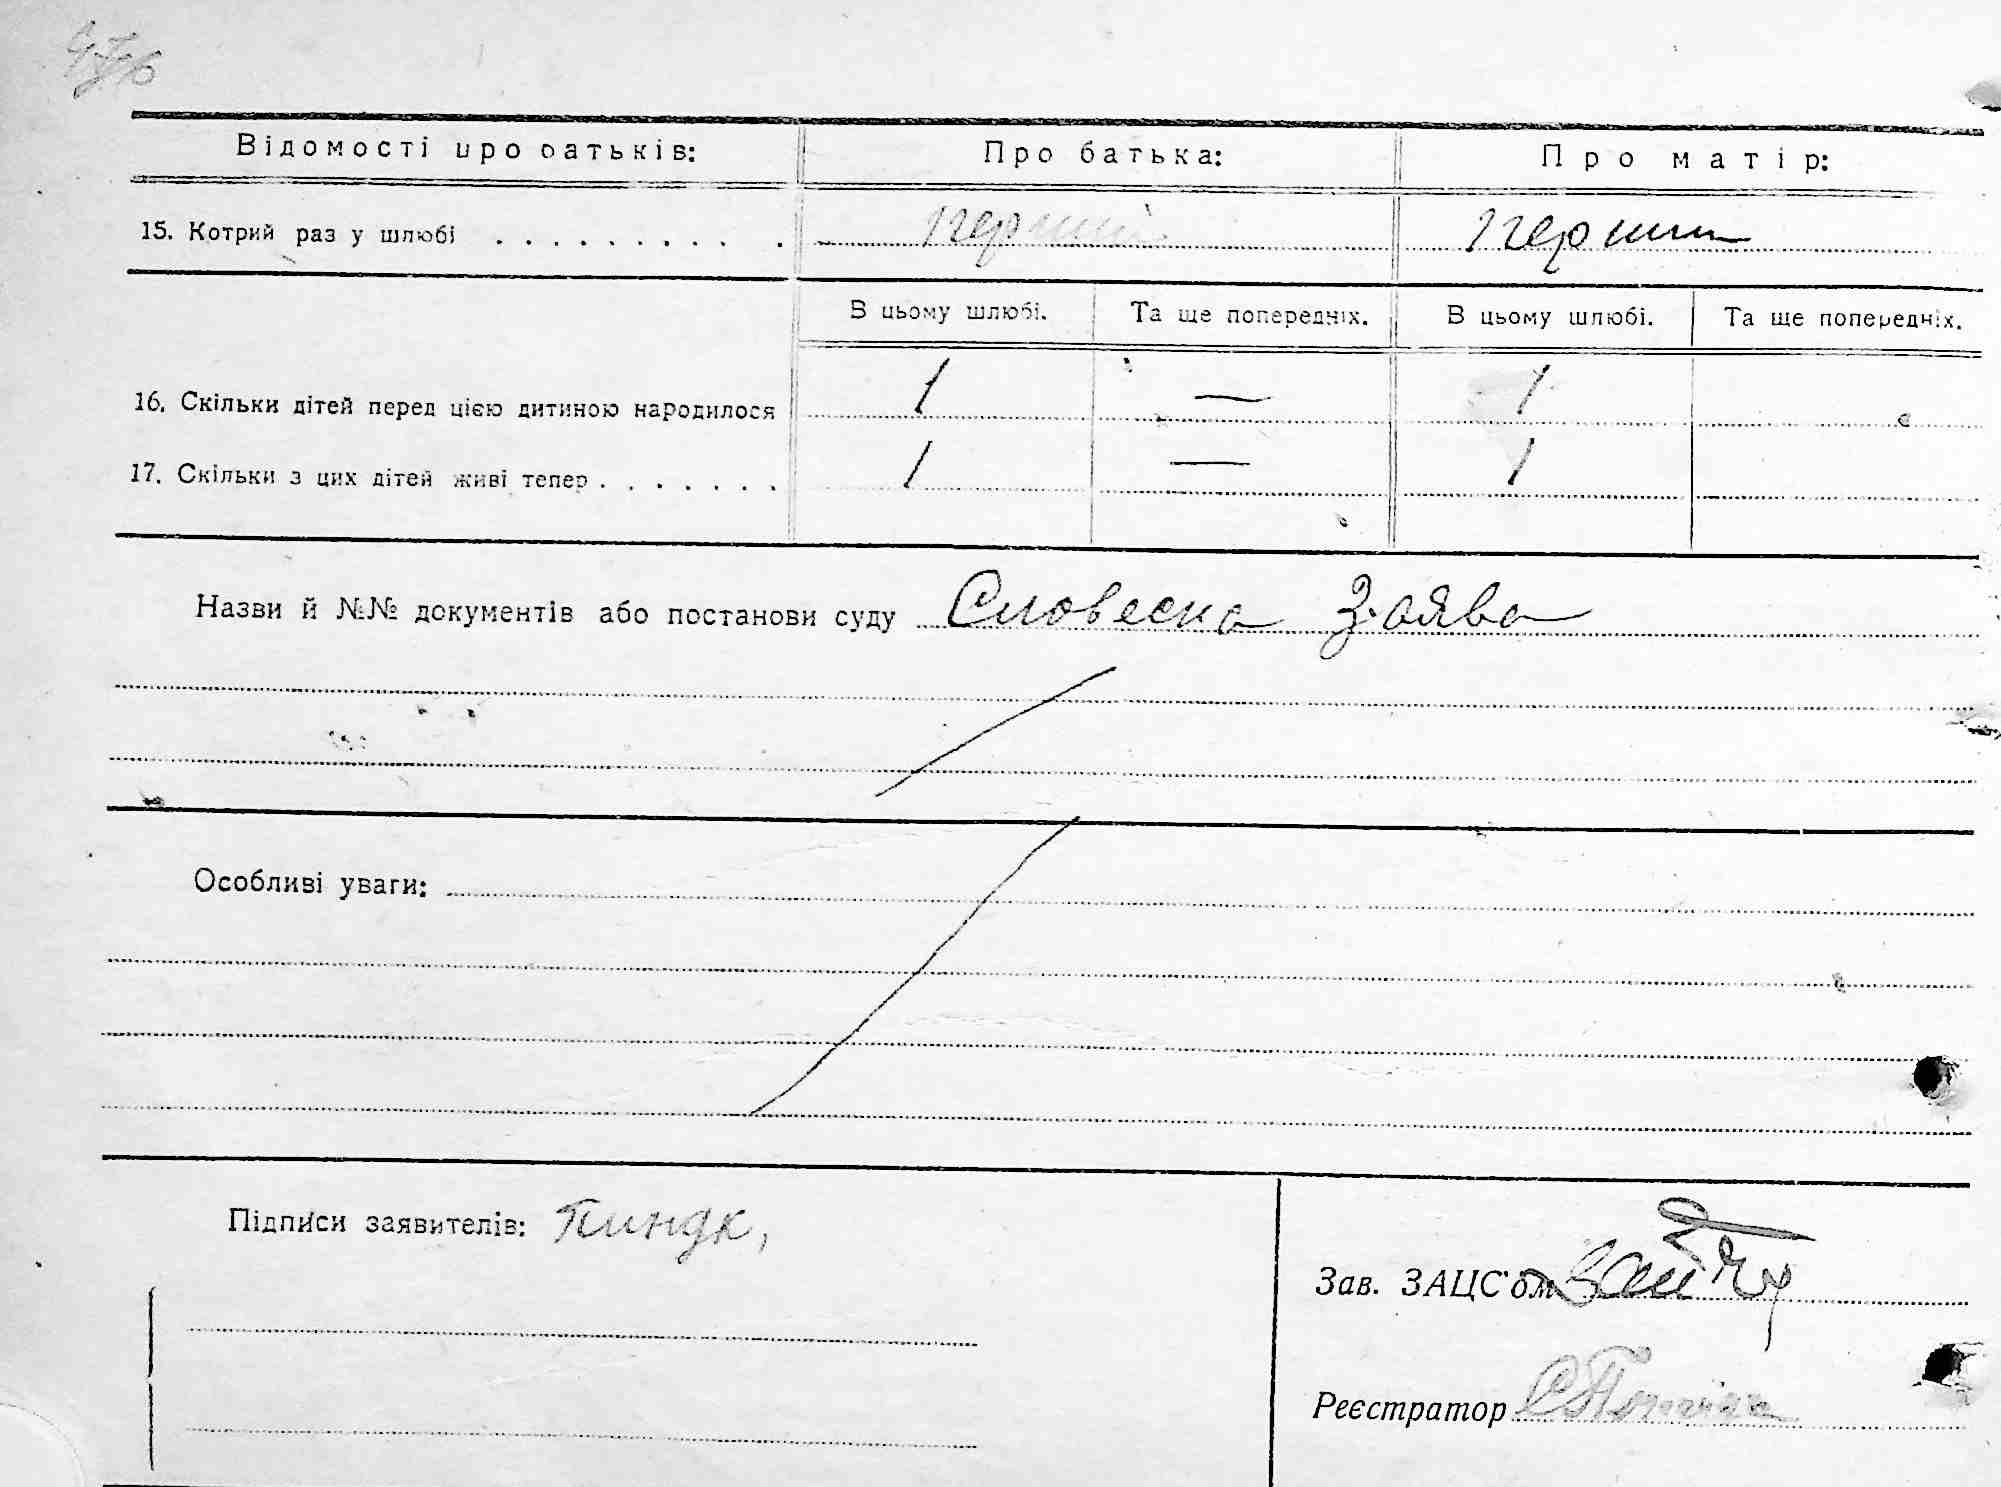 Відомості про батьків: Про батька: Про матір:
15. Котрий раз у шлюбі . . . . . . . . . . перший перший
В цьому шлюбі. Та ще попередніх. В цьому шлюбі. Та ще попередніх.
16. Скільки дітей перед цією дитиною народилося 1 — 1
17. Скільки з цих дітей живі тепер . . . . . . . 1 — 1
Назви й №№ документів або постанови суду Словесна заява
Особливі уваги:
Підписи заявителів: Пиндк,
Зав. ЗАЦС'ом
Реєстратор